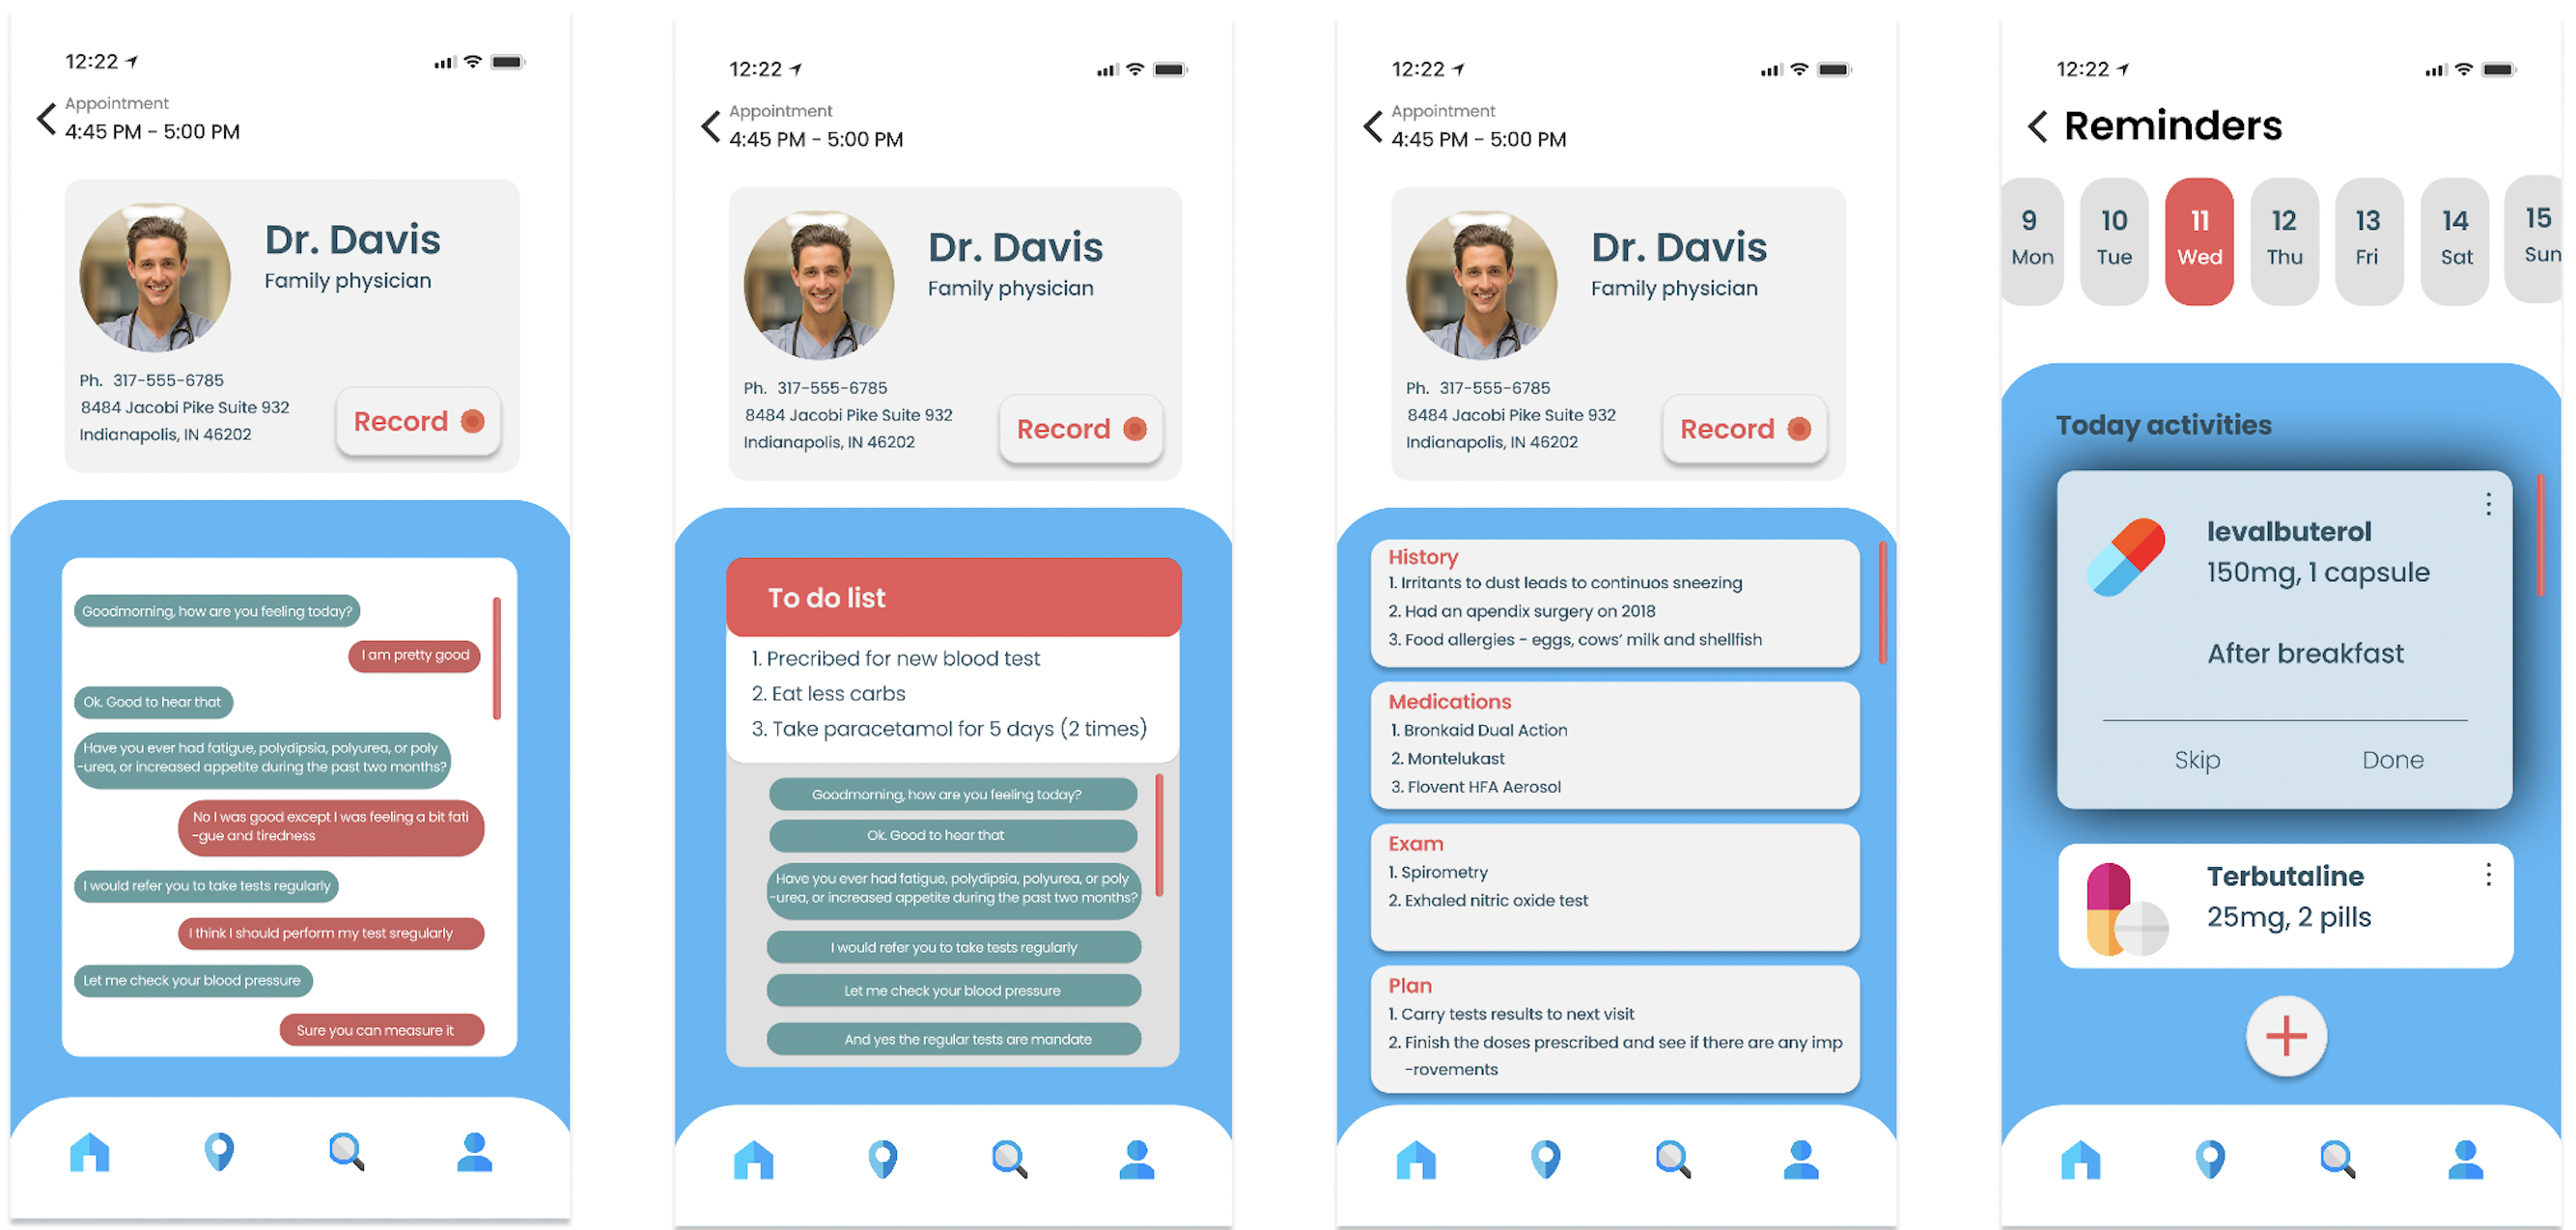 12:22
Appointment
4:45 PM - 5:00 PM
Dr. Davis
Family physician
Ph. 317-555-6785
8484 Jacobi Pike Suite 932
Indianapolis, IN 46202
Record
Goodmorning, how are you feeling today?
I am pretty good
Ok. Good to hear that
Have you ever had fatigue, polydipsia, polyurea, or poly
-urea, or increased appetite during the past two months?
No I was good except I was feeling a bit fati
-gue and tiredness
I would refer you to take tests regularly
I think I should perform my test sregularly
Let me check your blood pressure
Sure you can measure it
12:22
Appointment
4:45 PM - 5:00 PM
Dr. Davis
Family physician
Ph. 317-555-6785
8484 Jacobi Pike Suite 932
Indianapolis, IN 46202
Record
To do list
1. Precribed for new blood test
2. Eat less carbs
3. Take paracetamol for 5 days (2 times)
Goodmorning, how are you feeling today?
Ok. Good to hear that
Have you ever had fatigue, polydipsia, polyurea, or poly
-urea, or increased appetite during the past two months?
I would refer you to take tests regularly
Let me check your blood pressure
And yes the regular tests are mandate
12:22
Appointment
4:45 PM - 5:00 PM
Dr. Davis
Family physician
Ph. 317-555-6785
8484 Jacobi Pike Suite 932
Indianapolis, IN 46202
Record
History
1. Irritants to dust leads to continuos sneezing
2. Had an apendix surgery on 2018
3. Food allergies - eggs, cows' milk and shellfish
Medications
1. Bronkaid Dual Action
2. Montelukast
3. Flovent HFA Aerosol
Exam
1. Spirometry
2. Exhaled nitric oxide test
Plan
1. Carry tests results to next visit
2. Finish the doses prescribed and see if there are any imp
-rovements
12:22
Reminders
9 10 11 12 13 14 15
Mon Tue Wed Thu Fri Sat Sun
Today activities
levalbuterol
150mg, 1 capsule
After breakfast
Skip Done
Terbutaline
25mg, 2 pills